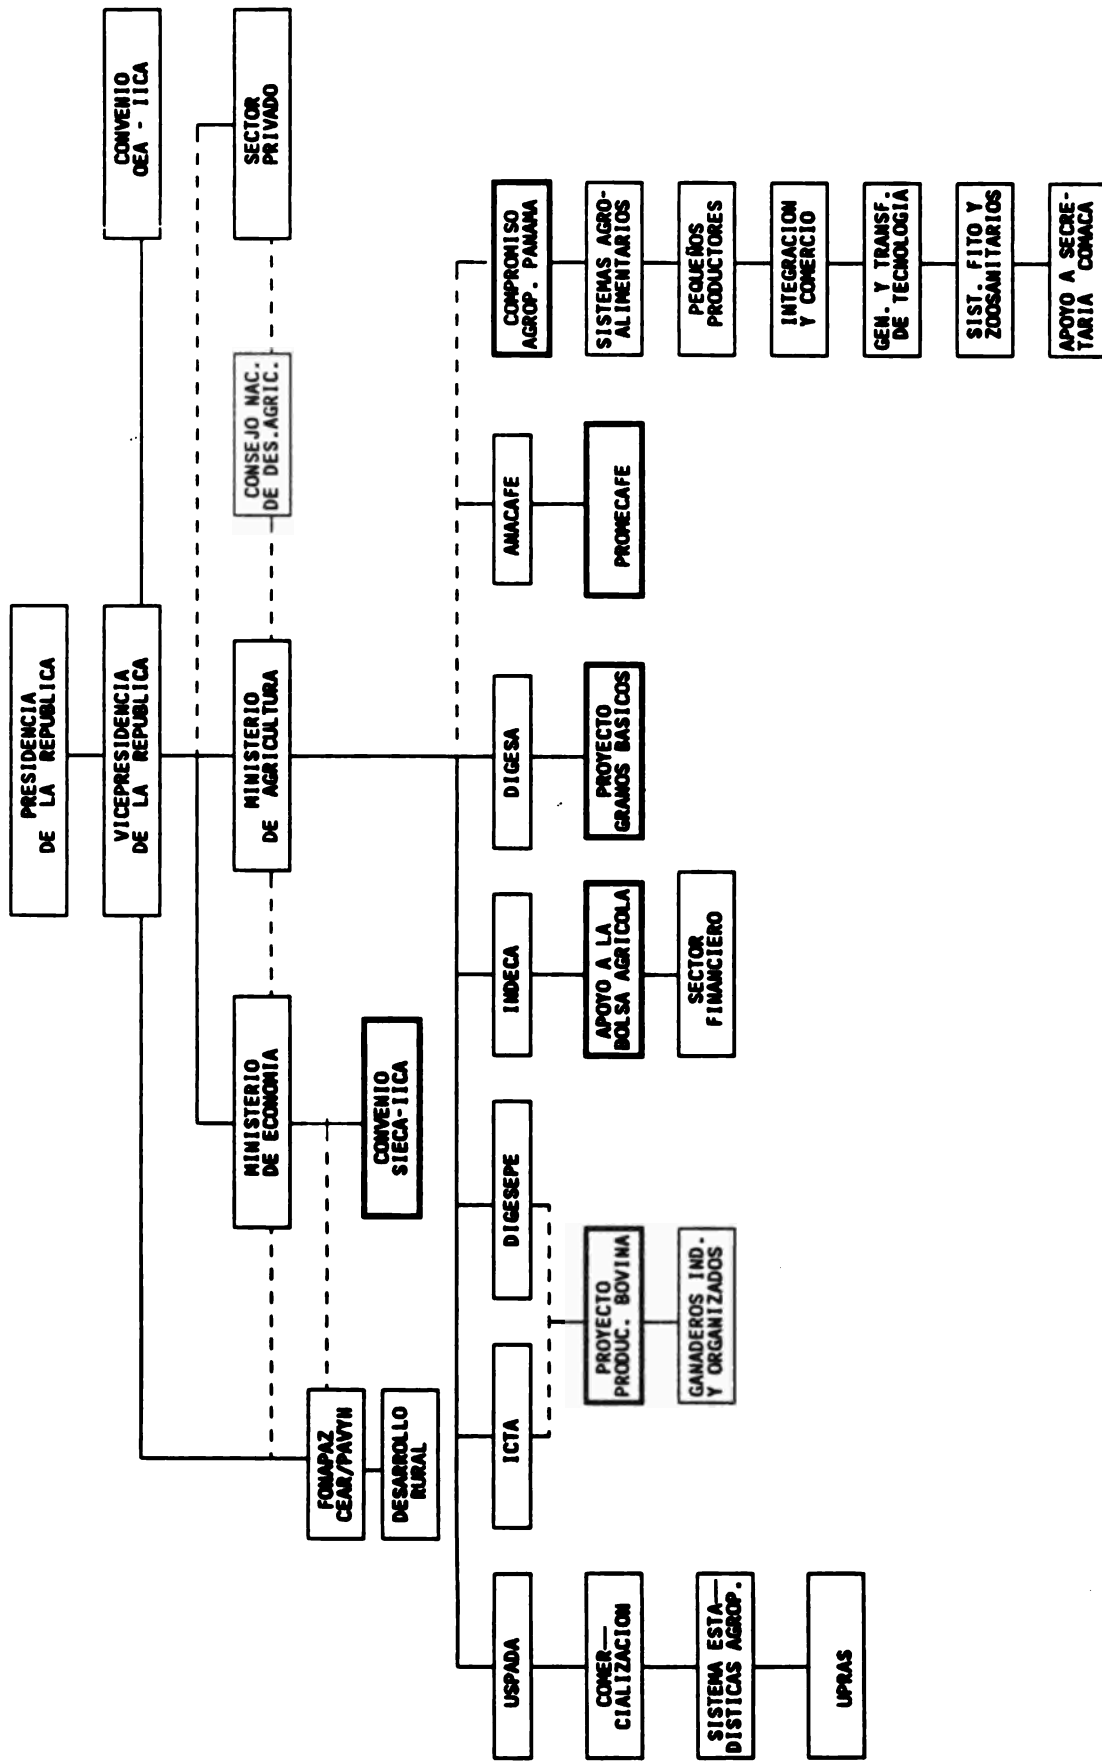 PRESIDENCIA
DE LA REPUBLICA
VICEPRESIDENCIA
DE LA REPUBLICA
CONVENIO
OEA - IICA
MINISTERIO
DE ECONOMIA
MINISTERIO
DE AGRICULTURA
CONSEJO NAC.
DE DES.AGRIC.
SECTOR
PRIVADO
FONAPAZ
CEAR/PAVYN
DESARROLLO
RURAL
CONVENIO
SIECA-IICA
USPADA
ICTA
DIGESEPE
INDECA
DIGESA
ANACAFE
COMPROMISO
AGROP. PANAMA
COMER—
CIALIZACION
PROYECTO
PRODUC. BOVINA
APOYO A LA
BOLSA AGRICOLA
PROYECTO
GRANOS BASICOS
PROMECAFE
SISTEMAS AGRO-
ALIMENTARIOS
SISTEMA ESTA—
DISTICAS AGROP.
GANADEROS IND.
Y ORGANIZADOS
SECTOR
FINANCIERO
PEQUEÑOS
PRODUCTORES
UPRAS
INTEGRACION
Y COMERCIO
GEN. Y TRANSF.
DE TECNOLOGIA
SIST. FITO Y
ZOOSANITARIOS
APOYO A SECRE-
TARIA COMACA